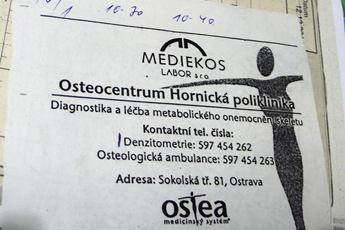 1 10-30 10-40
MEDIEKOS
LABOR s.r.o.
Osteocentrum Hornická poliklinika
Diagnostika a léčba metabolického onemocnění skeletu
Kontaktní tel. čísla:
Denzitometrie: 597 454 262
Osteologická ambulance: 597 454 263
Adresa: Sokolská tř. 81, Ostrava
ostea
medicínský systém